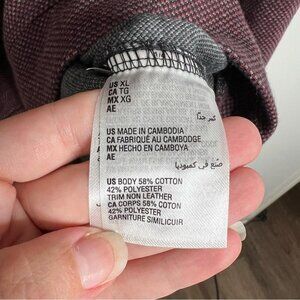 US XL
CA TG
MX XG
AE
كبير جدًا
US MADE IN CAMBODIA
CA FABRIQUÉ AU CAMBODGE
MX HECHO EN CAMBOYA
AE
صنع في كمبوديا
US BODY 58% COTTON
42% POLYESTER
TRIM NON LEATHER
CA CORPS 58% COTON
42% POLYESTER
GARNITURE SIMILICUIR